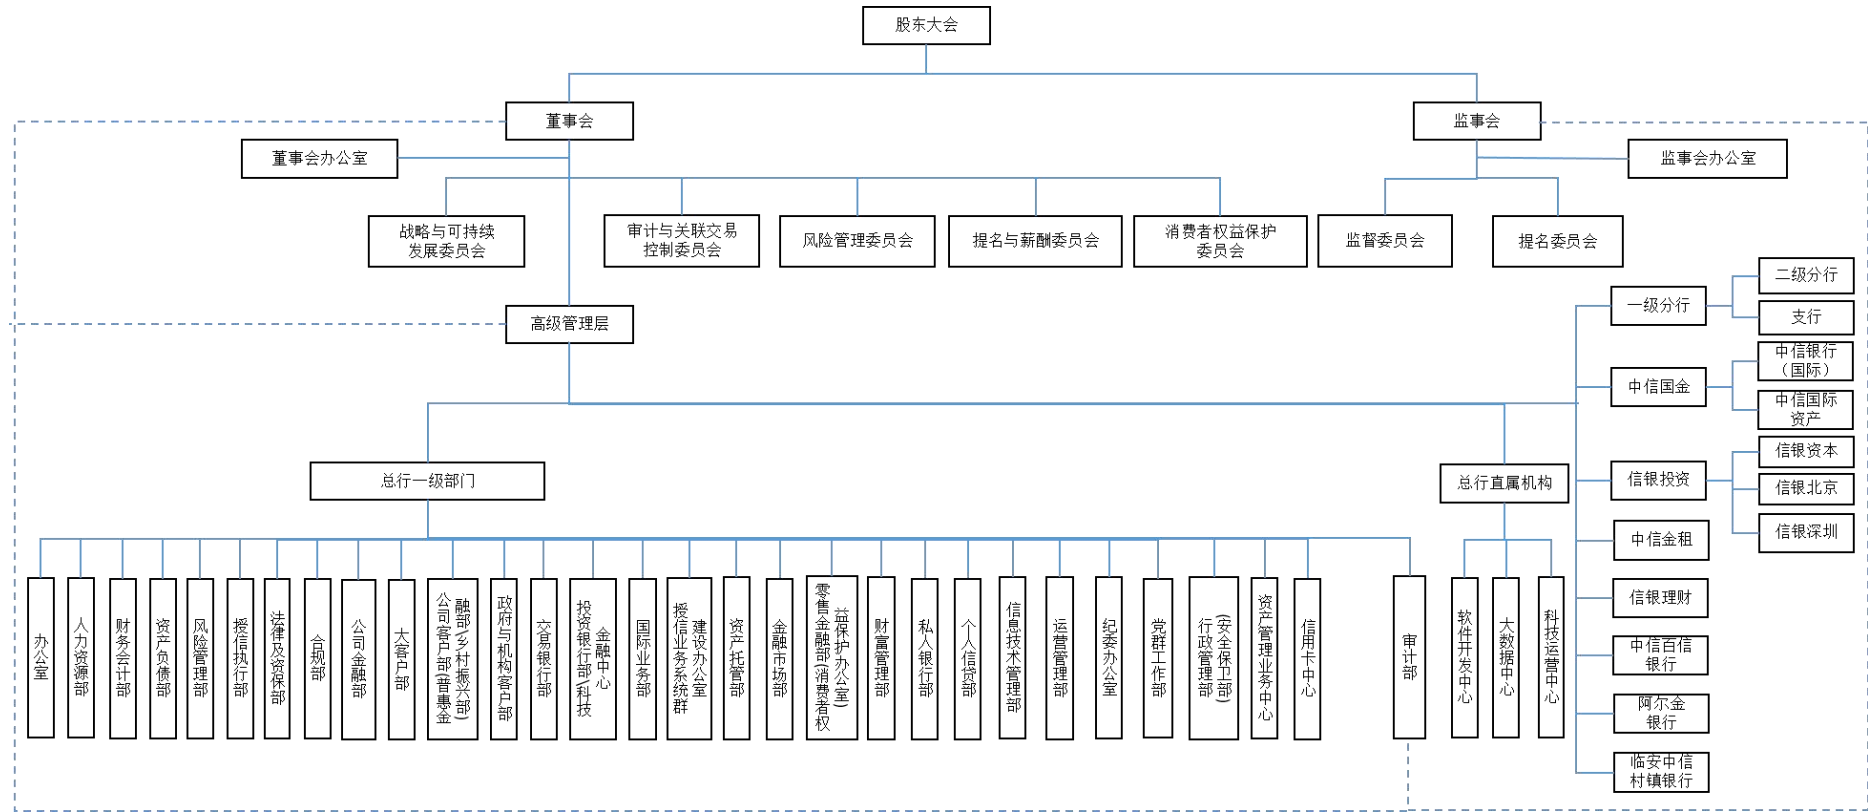 股东大会
董事会
监事会
董事会办公室
监事会办公室
战略与可持续
发展委员会
审计与关联交易
控制委员会
风险管理委员会
提名与薪酬委员会
消费者权益保护
委员会
监督委员会
提名委员会
高级管理层
一级分行
二级分行
支行
中信国金
中信银行
（国际）
中信国际
资产
信银投资
信银资本
信银北京
信银深圳
中信金租
信银理财
中信百信
银行
阿尔金
银行
临安中信
村镇银行
总行一级部门
总行直属机构
办公室
人力资源部
财务会计部
资产负债部
风险管理部
授信执行部
法律及资保部
合规部
公司金融部
大客户部
公司客户部(普惠金
融部/乡村振兴部)
政府与机构客户部
交易银行部
投资银行部/科技
金融中心
国际业务部
授信业务系统群
建设办公室
资产托管部
金融市场部
零售金融部(消费者权
益保护办公室)
财富管理部
私人银行部
个人信贷部
信息技术管理部
运营管理部
纪委办公室
党群工作部
行政管理部
(安全保卫部)
资产管理业务中心
信用卡中心
审计部
软件开发中心
大数据中心
科技运营中心